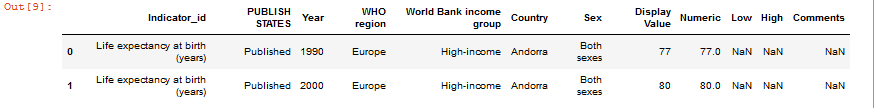 Out[9]:
Indicator_id PUBLISH STATES Year WHO region World Bank income group Country Sex Display Value Numeric Low High Comments
0 Life expectancy at birth (years) Published 1990 Europe High-income Andorra Both sexes 77 77.0 NaN NaN NaN
1 Life expectancy at birth (years) Published 2000 Europe High-income Andorra Both sexes 80 80.0 NaN NaN NaN